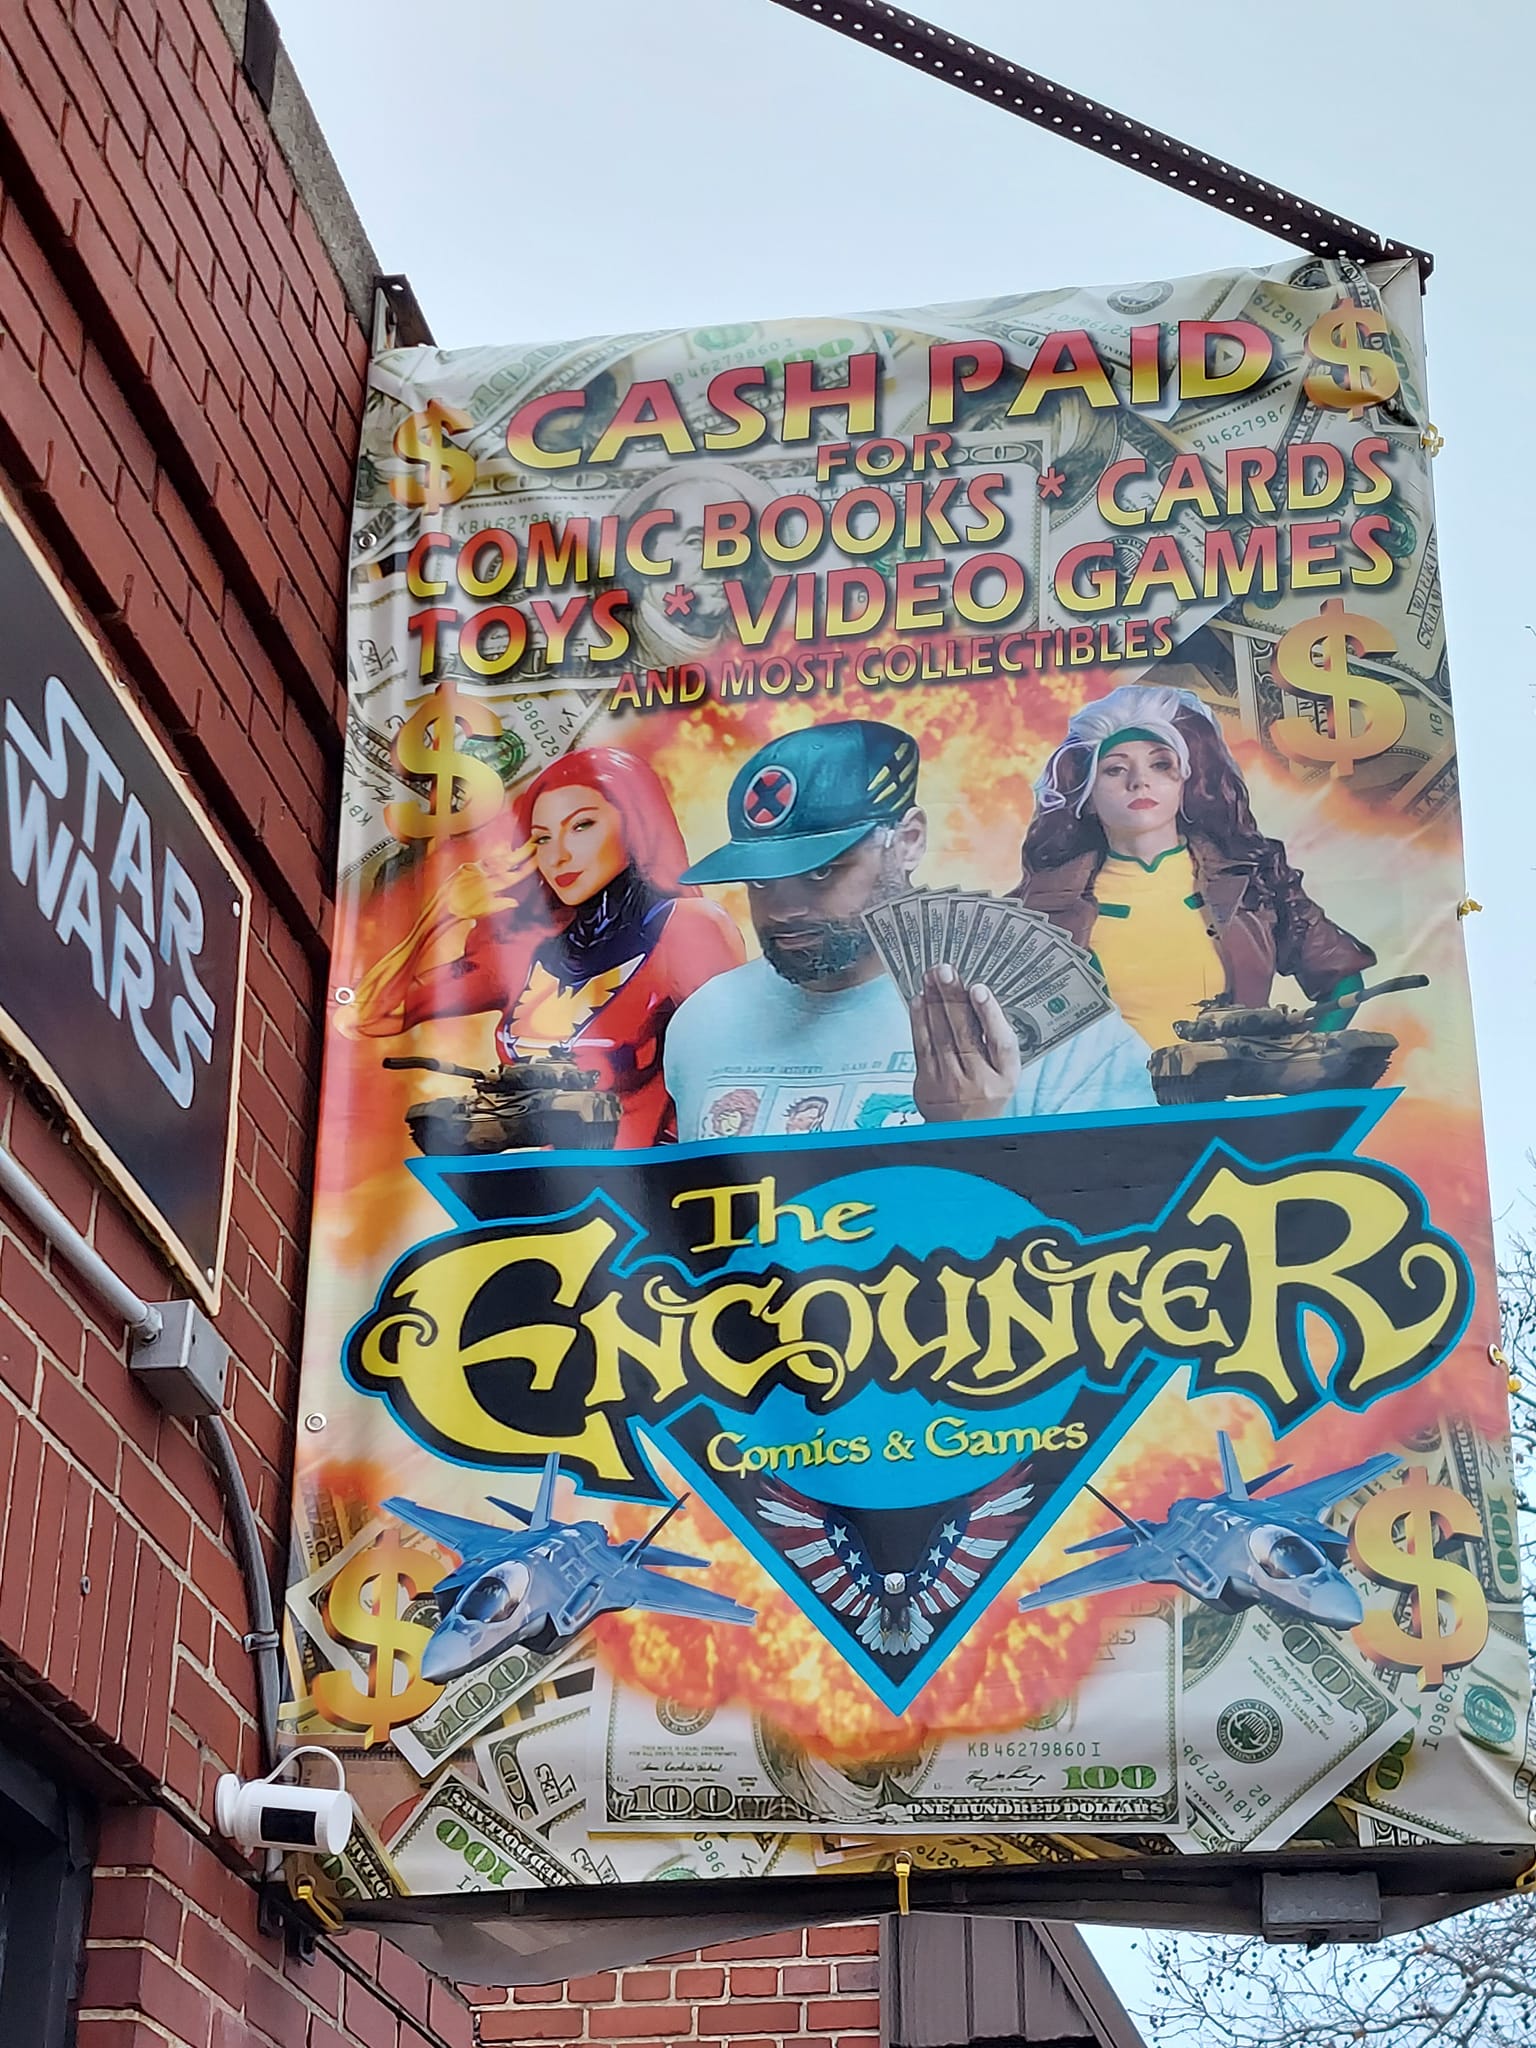 CASH PAID
FOR
COMIC BOOKS * CARDS
TOYS * VIDEO GAMES
AND MOST COLLECTIBLES
STAR
WARS
The
ENCOUNTER
Comics & Games
KB46279860 I
100
ONE HUNDRED DOLLARS
100